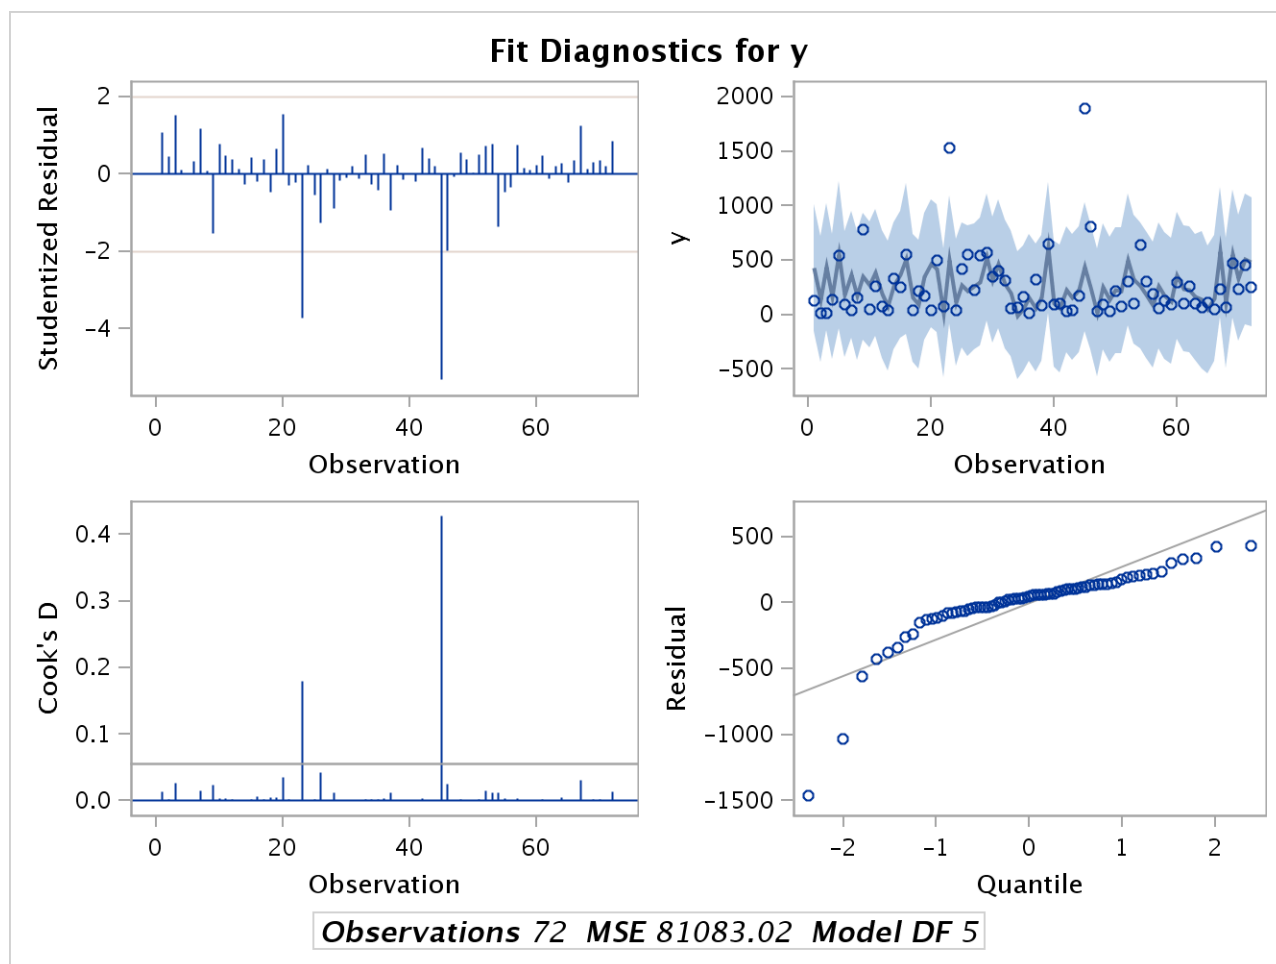 Fit Diagnostics for y
Studentized Residual
2
0
−2
−4
0 20 40 60
Observation
y
2000
1500
1000
500
0
−500
0 20 40 60
Observation
Cook's D
0.4
0.3
0.2
0.1
0.0
0 20 40 60
Observation
Residual
500
0
−500
−1000
−1500
−2 −1 0 1 2
Quantile
Observations 72 MSE 81083.02 Model DF 5